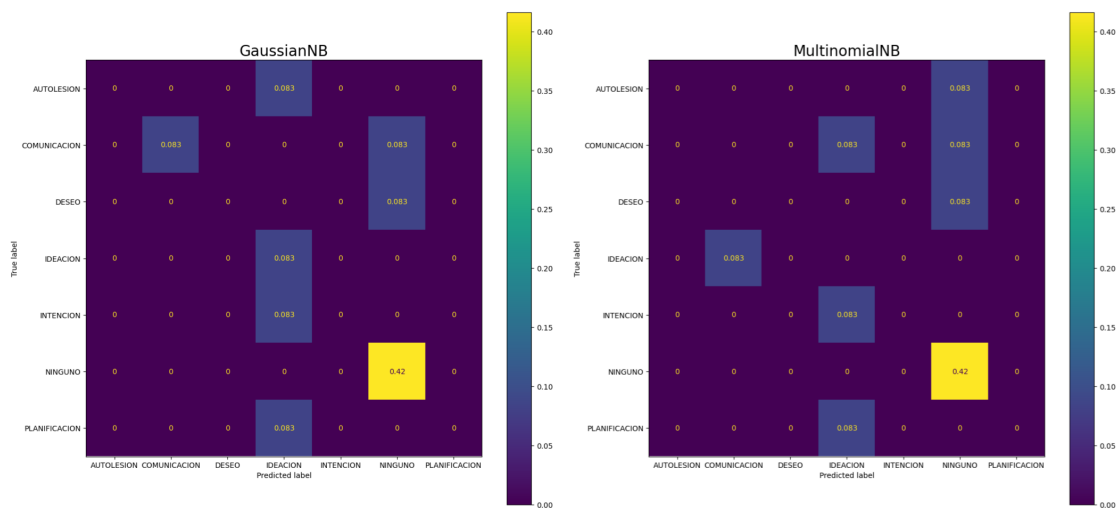 GaussianNB
True label
AUTOLESION 0 0 0 0.083 0 0 0
COMUNICACION 0 0.083 0 0 0 0.083 0
DESEO 0 0 0 0 0 0.083 0
IDEACION 0 0 0 0.083 0 0 0
INTENCION 0 0 0 0.083 0 0 0
NINGUNO 0 0 0 0 0 0.42 0
PLANIFICACION 0 0 0 0.083 0 0 0
AUTOLESION COMUNICACION DESEO IDEACION INTENCION NINGUNO PLANIFICACION
Predicted label
0.40
0.35
0.30
0.25
0.20
0.15
0.10
0.05
0.00
MultinomialNB
True label
AUTOLESION 0 0 0 0 0 0.083 0
COMUNICACION 0 0 0 0.083 0 0.083 0
DESEO 0 0 0 0 0 0.083 0
IDEACION 0 0.083 0 0 0 0 0
INTENCION 0 0 0 0.083 0 0 0
NINGUNO 0 0 0 0 0 0.42 0
PLANIFICACION 0 0 0 0.083 0 0 0
AUTOLESION COMUNICACION DESEO IDEACION INTENCION NINGUNO PLANIFICACION
Predicted label
0.40
0.35
0.30
0.25
0.20
0.15
0.10
0.05
0.00